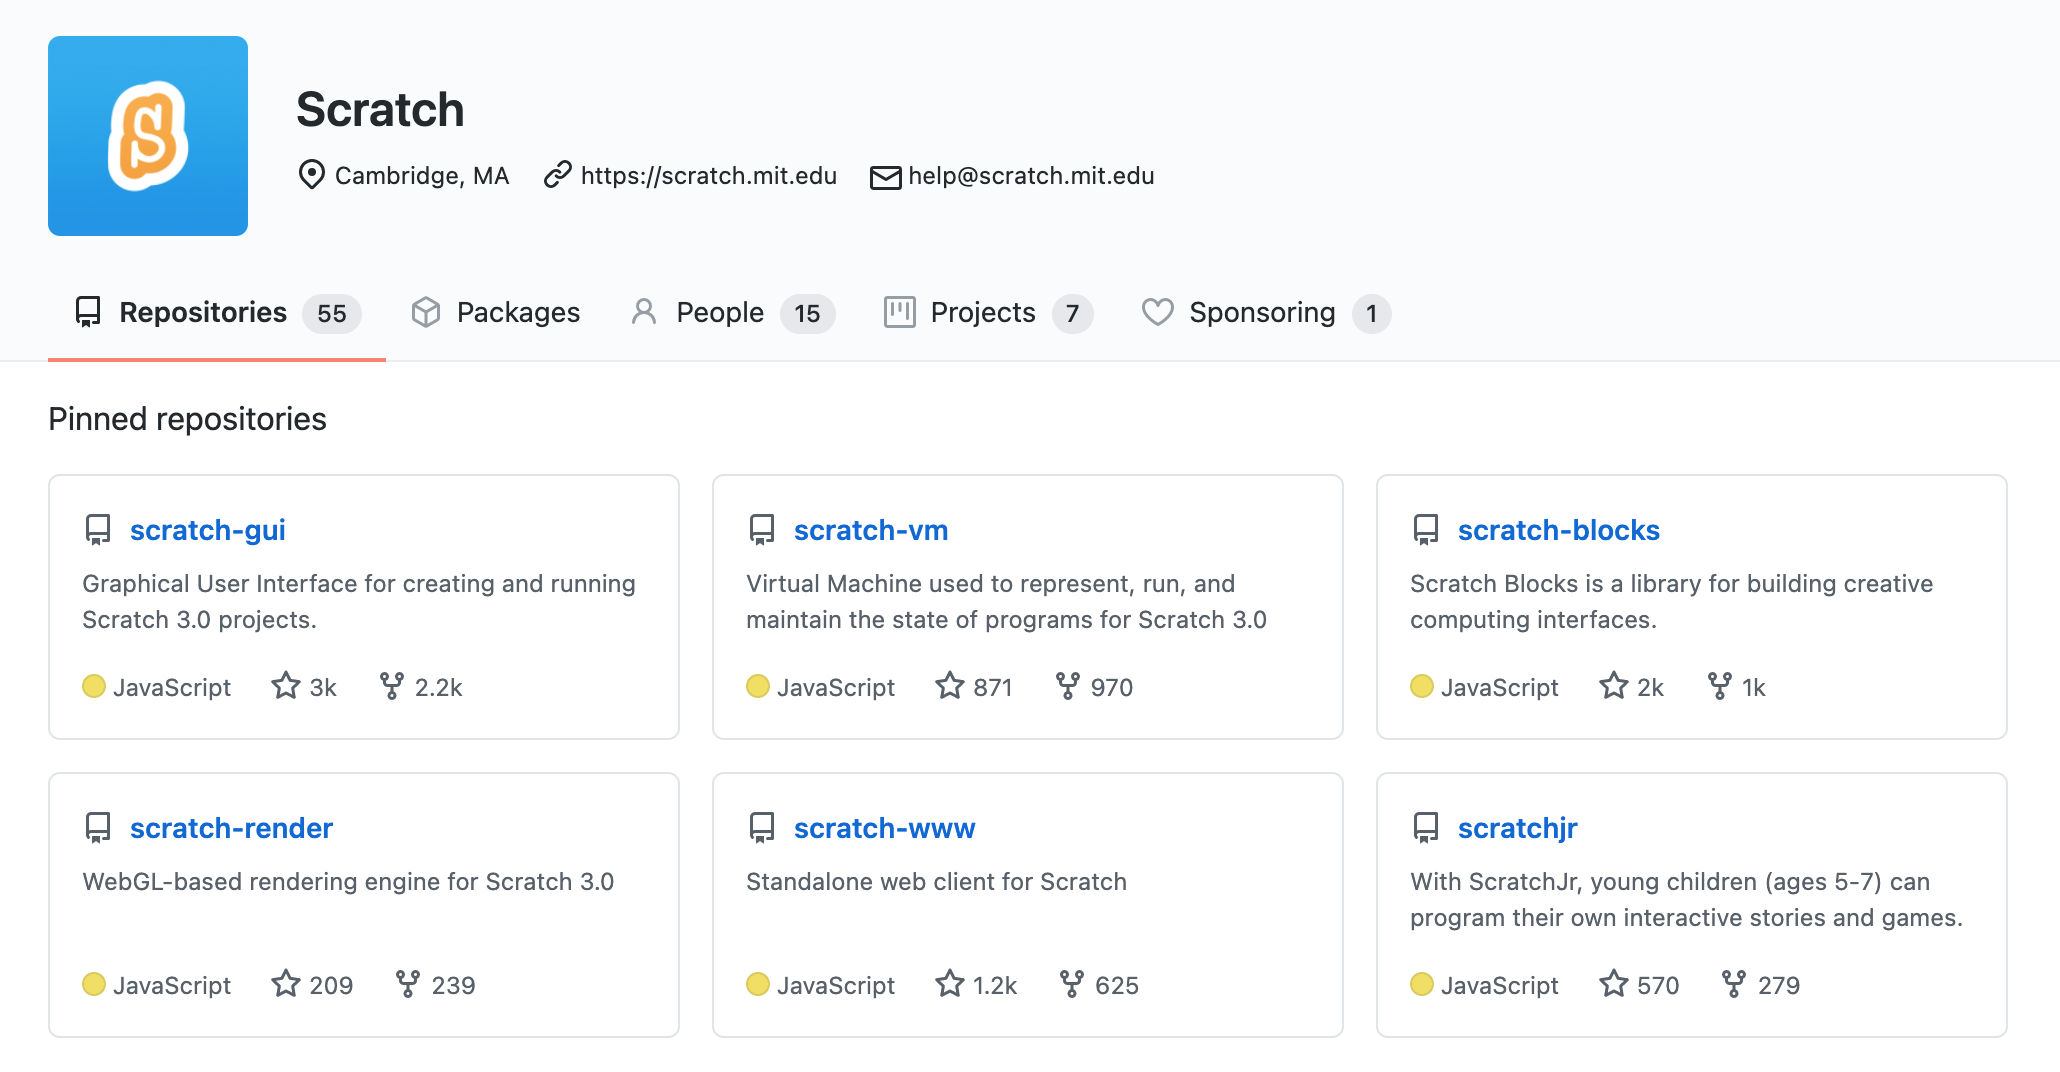 S
Scratch
Cambridge, MA https://scratch.mit.edu help@scratch.mit.edu
Repositories 55 Packages People 15 Projects 7 Sponsoring 1
Pinned repositories
scratch-gui
Graphical User Interface for creating and running
Scratch 3.0 projects.
JavaScript 3k 2.2k
scratch-vm
Virtual Machine used to represent, run, and
maintain the state of programs for Scratch 3.0
JavaScript 871 970
scratch-blocks
Scratch Blocks is a library for building creative
computing interfaces.
JavaScript 2k 1k
scratch-render
WebGL-based rendering engine for Scratch 3.0
JavaScript 209 239
scratch-www
Standalone web client for Scratch
JavaScript 1.2k 625
scratchjr
With ScratchJr, young children (ages 5-7) can
program their own interactive stories and games.
JavaScript 570 279